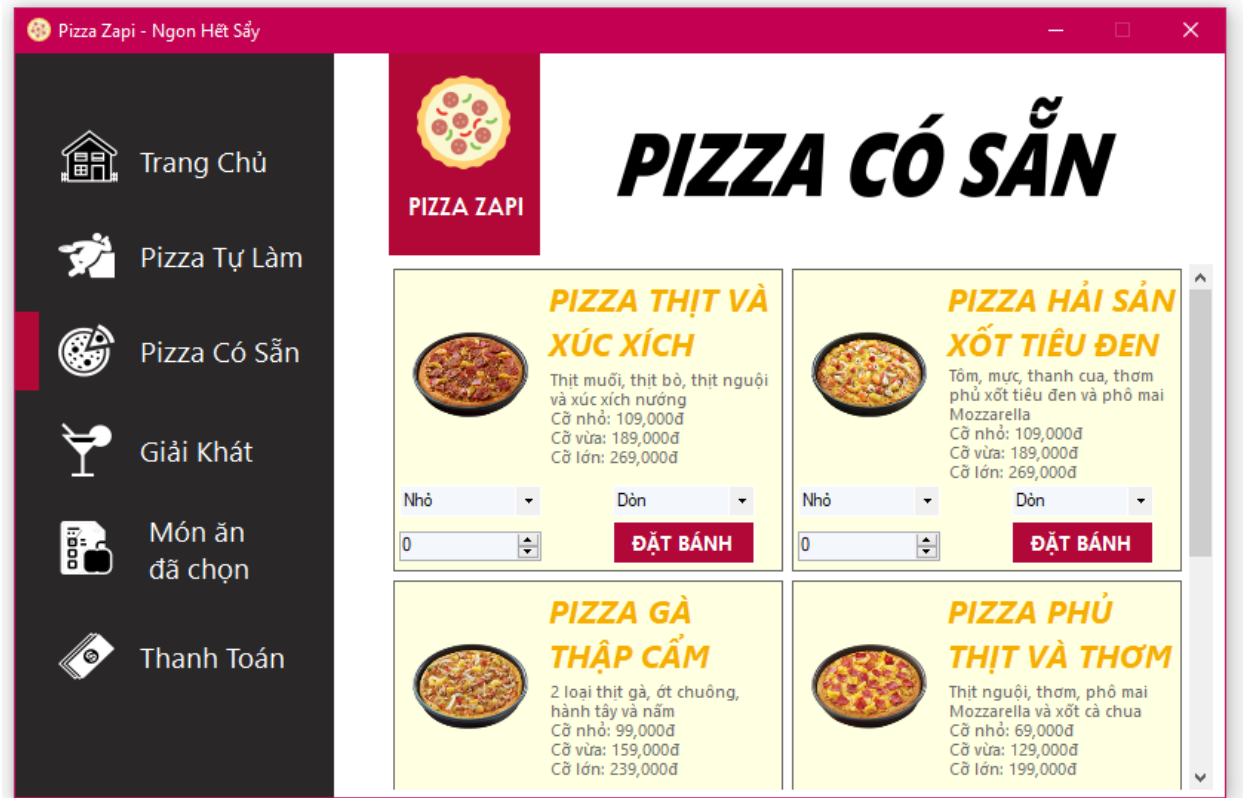 Pizza Zapi - Ngon Hết Sẩy
Trang Chủ
Pizza Tự Làm
Pizza Có Sẵn
Giải Khát
Món ăn
đã chọn
Thanh Toán
PIZZA ZAPI
PIZZA CÓ SẴN
PIZZA THỊT VÀ
XÚC XÍCH
Thịt muối, thịt bò, thịt nguội
và xúc xích nướng
Cỡ nhỏ: 109,000đ
Cỡ vừa: 189,000đ
Cỡ lớn: 269,000đ
Nhỏ
Dòn
0
ĐẶT BÁNH
PIZZA HẢI SẢN
XỐT TIÊU ĐEN
Tôm, mực, thanh cua, thơm
phủ xốt tiêu đen và phô mai
Mozzarella
Cỡ nhỏ: 109,000đ
Cỡ vừa: 189,000đ
Cỡ lớn: 269,000đ
Nhỏ
Dòn
0
ĐẶT BÁNH
PIZZA GÀ
THẬP CẨM
2 loại thịt gà, ớt chuông,
hành tây và nấm
Cỡ nhỏ: 99,000đ
Cỡ vừa: 159,000đ
Cỡ lớn: 239,000đ
PIZZA PHỦ
THỊT VÀ THƠM
Thịt nguội, thơm, phô mai
Mozzarella và xốt cà chua
Cỡ nhỏ: 69,000đ
Cỡ vừa: 129,000đ
Cỡ lớn: 199,000đ